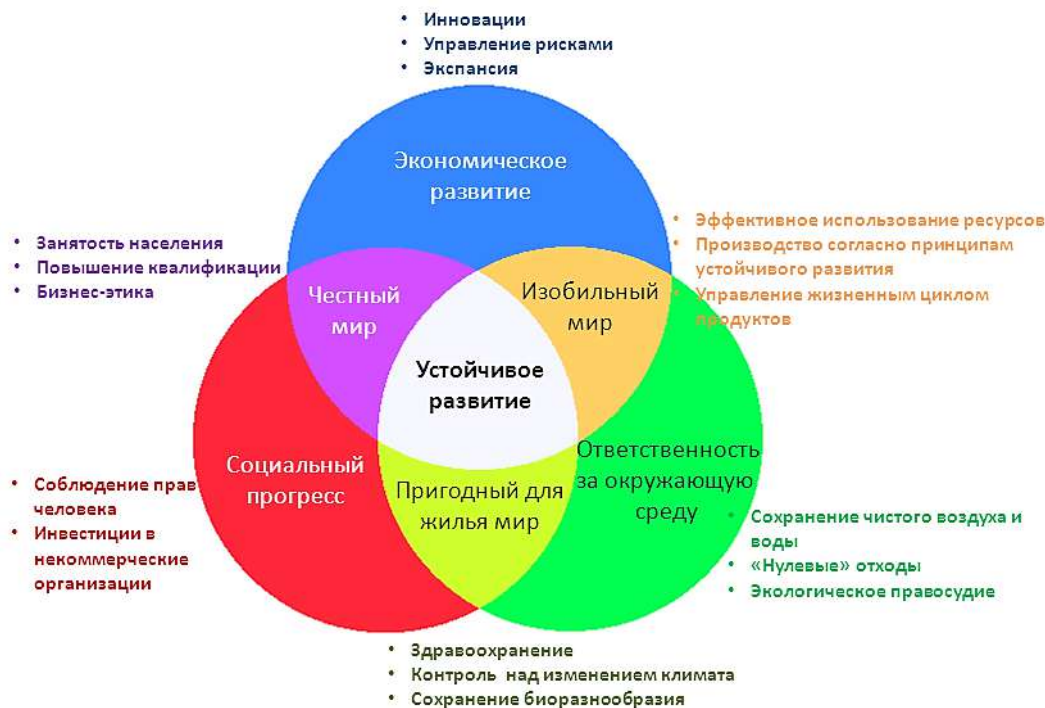 • Инновации
• Управление рисками
• Экспансия
Экономическое
развитие
• Занятость населения
• Повышение квалификации
• Бизнес-этика
• Эффективное использование ресурсов
• Производство согласно принципам
устойчивого развития
• Управление жизненным циклом
продуктов
Честный
мир
Изобильный
мир
Устойчивое
развитие
Социальный
прогресс
Пригодный для
жилья мир
Ответственность
за окружающую
среду
• Соблюдение прав
человека
• Инвестиции в
некоммерческие
организации
• Сохранение чистого воздуха и
воды
• «Нулевые» отходы
• Экологическое правосудие
• Здравоохранение
• Контроль над изменением климата
• Сохранение биоразнообразия